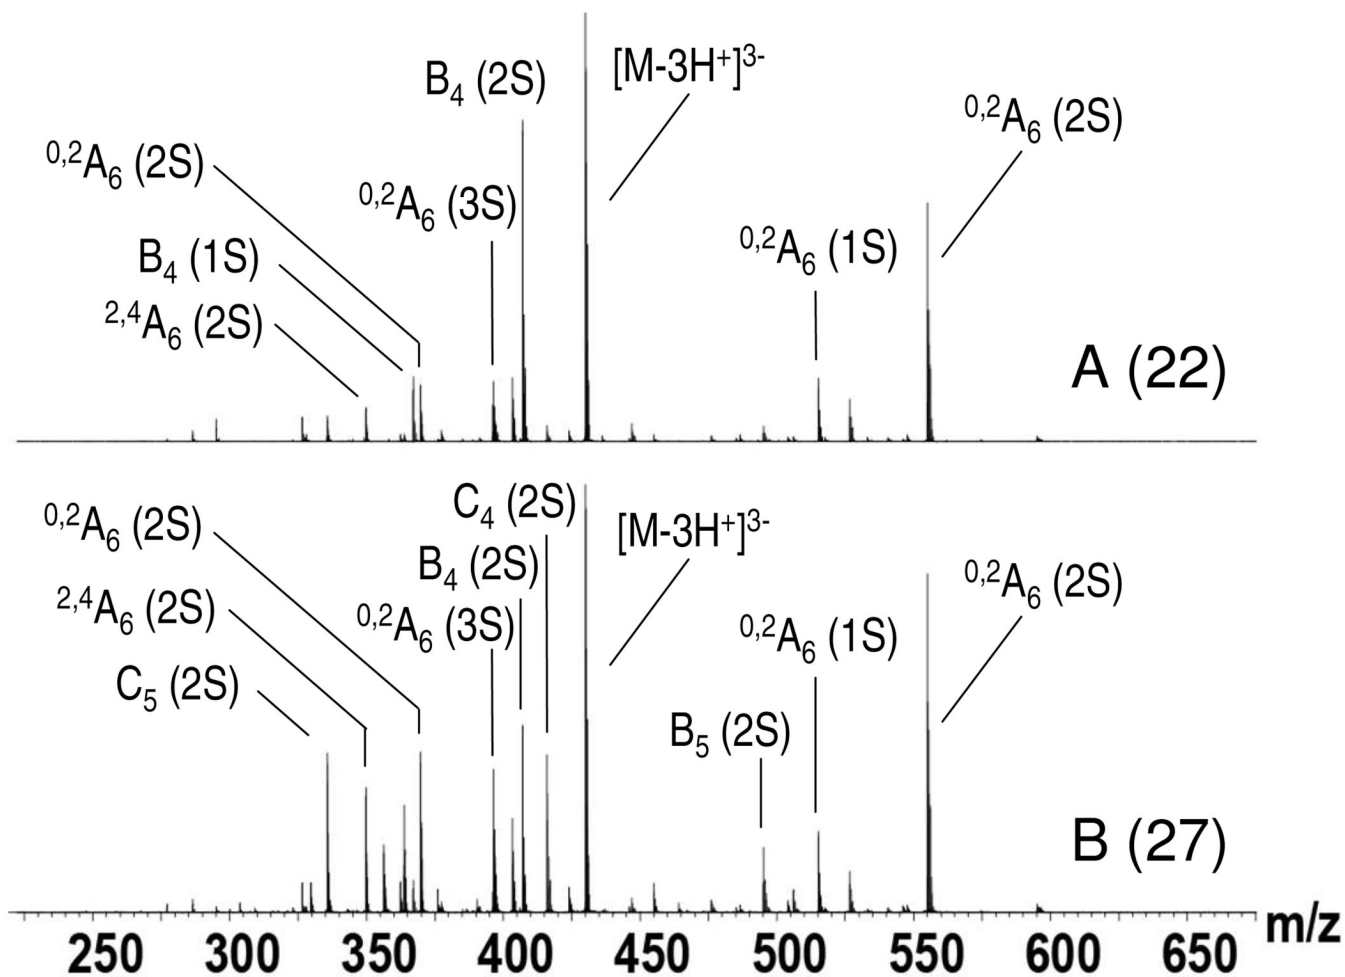 B₄ (2S)
[M-3H⁺]³⁻
⁰,²A₆ (2S)
⁰,²A₆ (2S)
⁰,²A₆ (3S)
⁰,²A₆ (1S)
B₄ (1S)
²,⁴A₆ (2S)
A (22)
C₄ (2S)
⁰,²A₆ (2S)
[M-3H⁺]³⁻
B₄ (2S)
⁰,²A₆ (2S)
²,⁴A₆ (2S)
⁰,²A₆ (3S)
⁰,²A₆ (1S)
C₅ (2S)
B₅ (2S)
B (27)
250 300 350 400 450 500 550 600 650 m/z